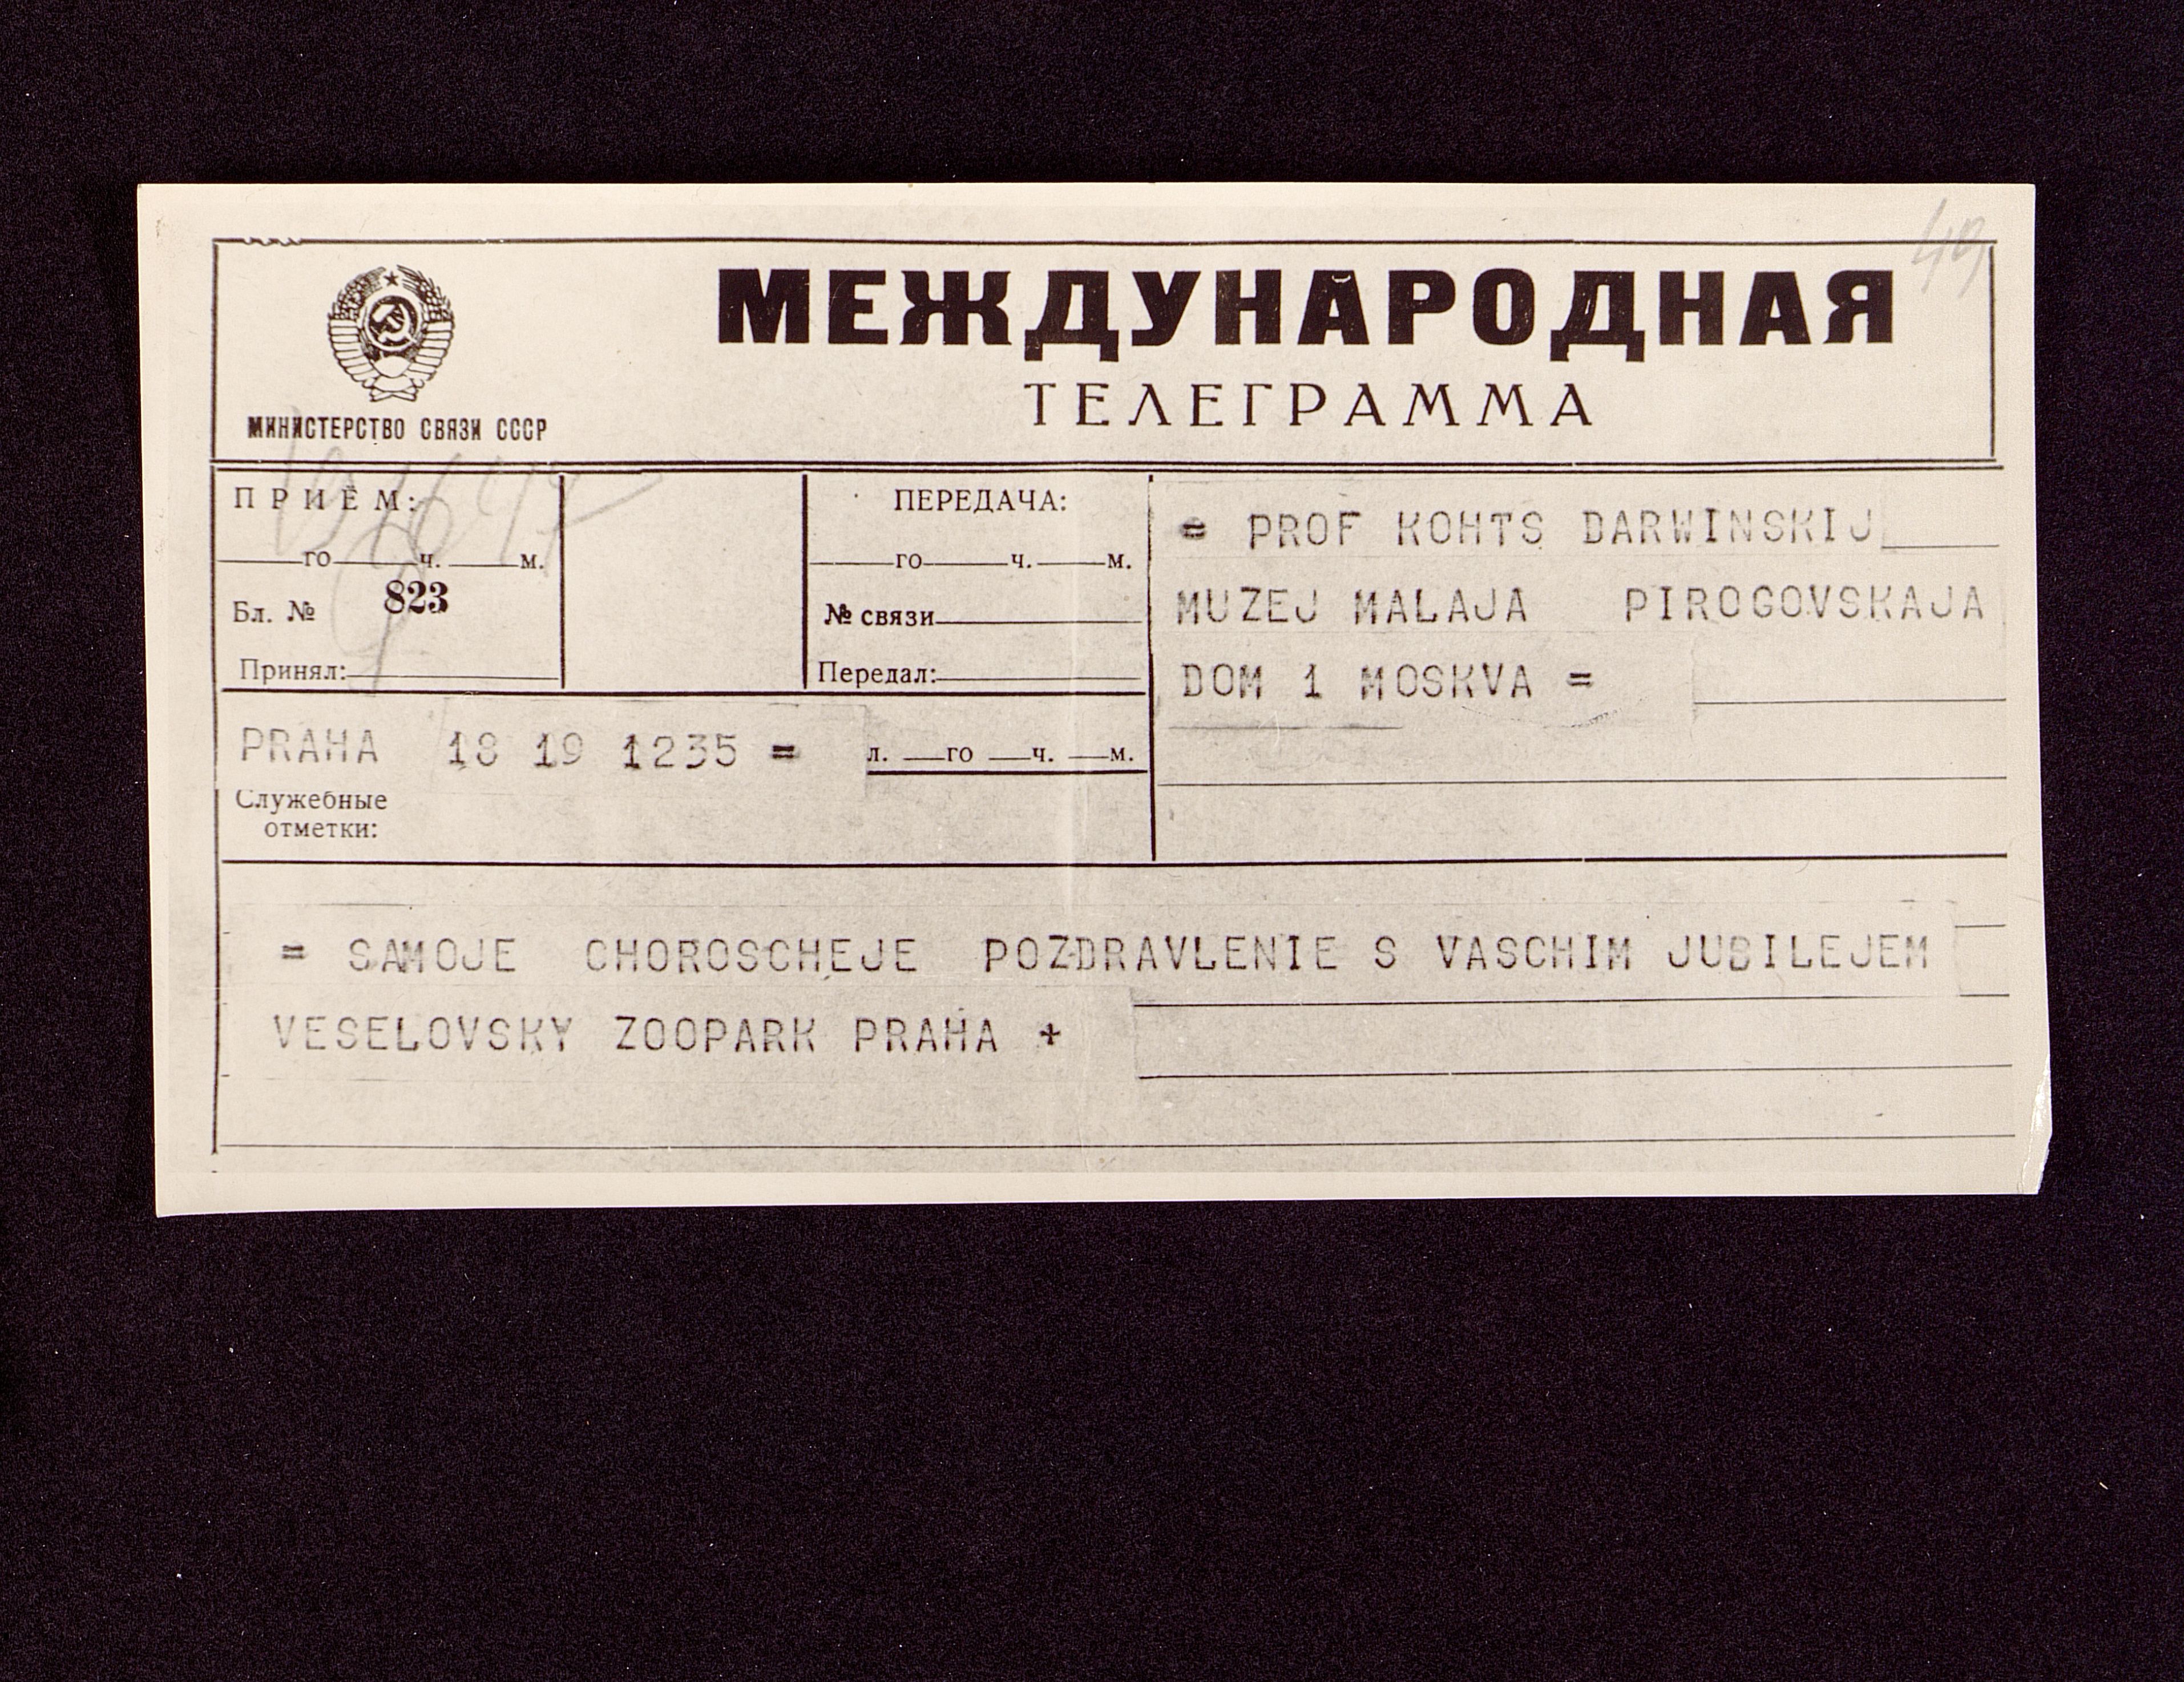 МЕЖДУНАРОДНАЯ
ТЕЛЕГРАММА
МИНИСТЕРСТВО СВЯЗИ СССР
ПРИЁМ:
го ч. м.
Бл. № 823
Принял:
ПЕРЕДАЧА:
го ч. м.
№ связи
Передал:
= PROF KOHTS DARWINSKIJ
MUZEJ MALAJA PIROGOVSKAJA
DOM 1 MOSKVA =
PRAHA 18 19 1235 = л. го ч. м.
Служебные
отметки:
= SAMOJE CHOROSCHEJE POZDRAVLENIE S VASCHIM JUBILEJEM
VESELOVSKY ZOOPARK PRAHA +